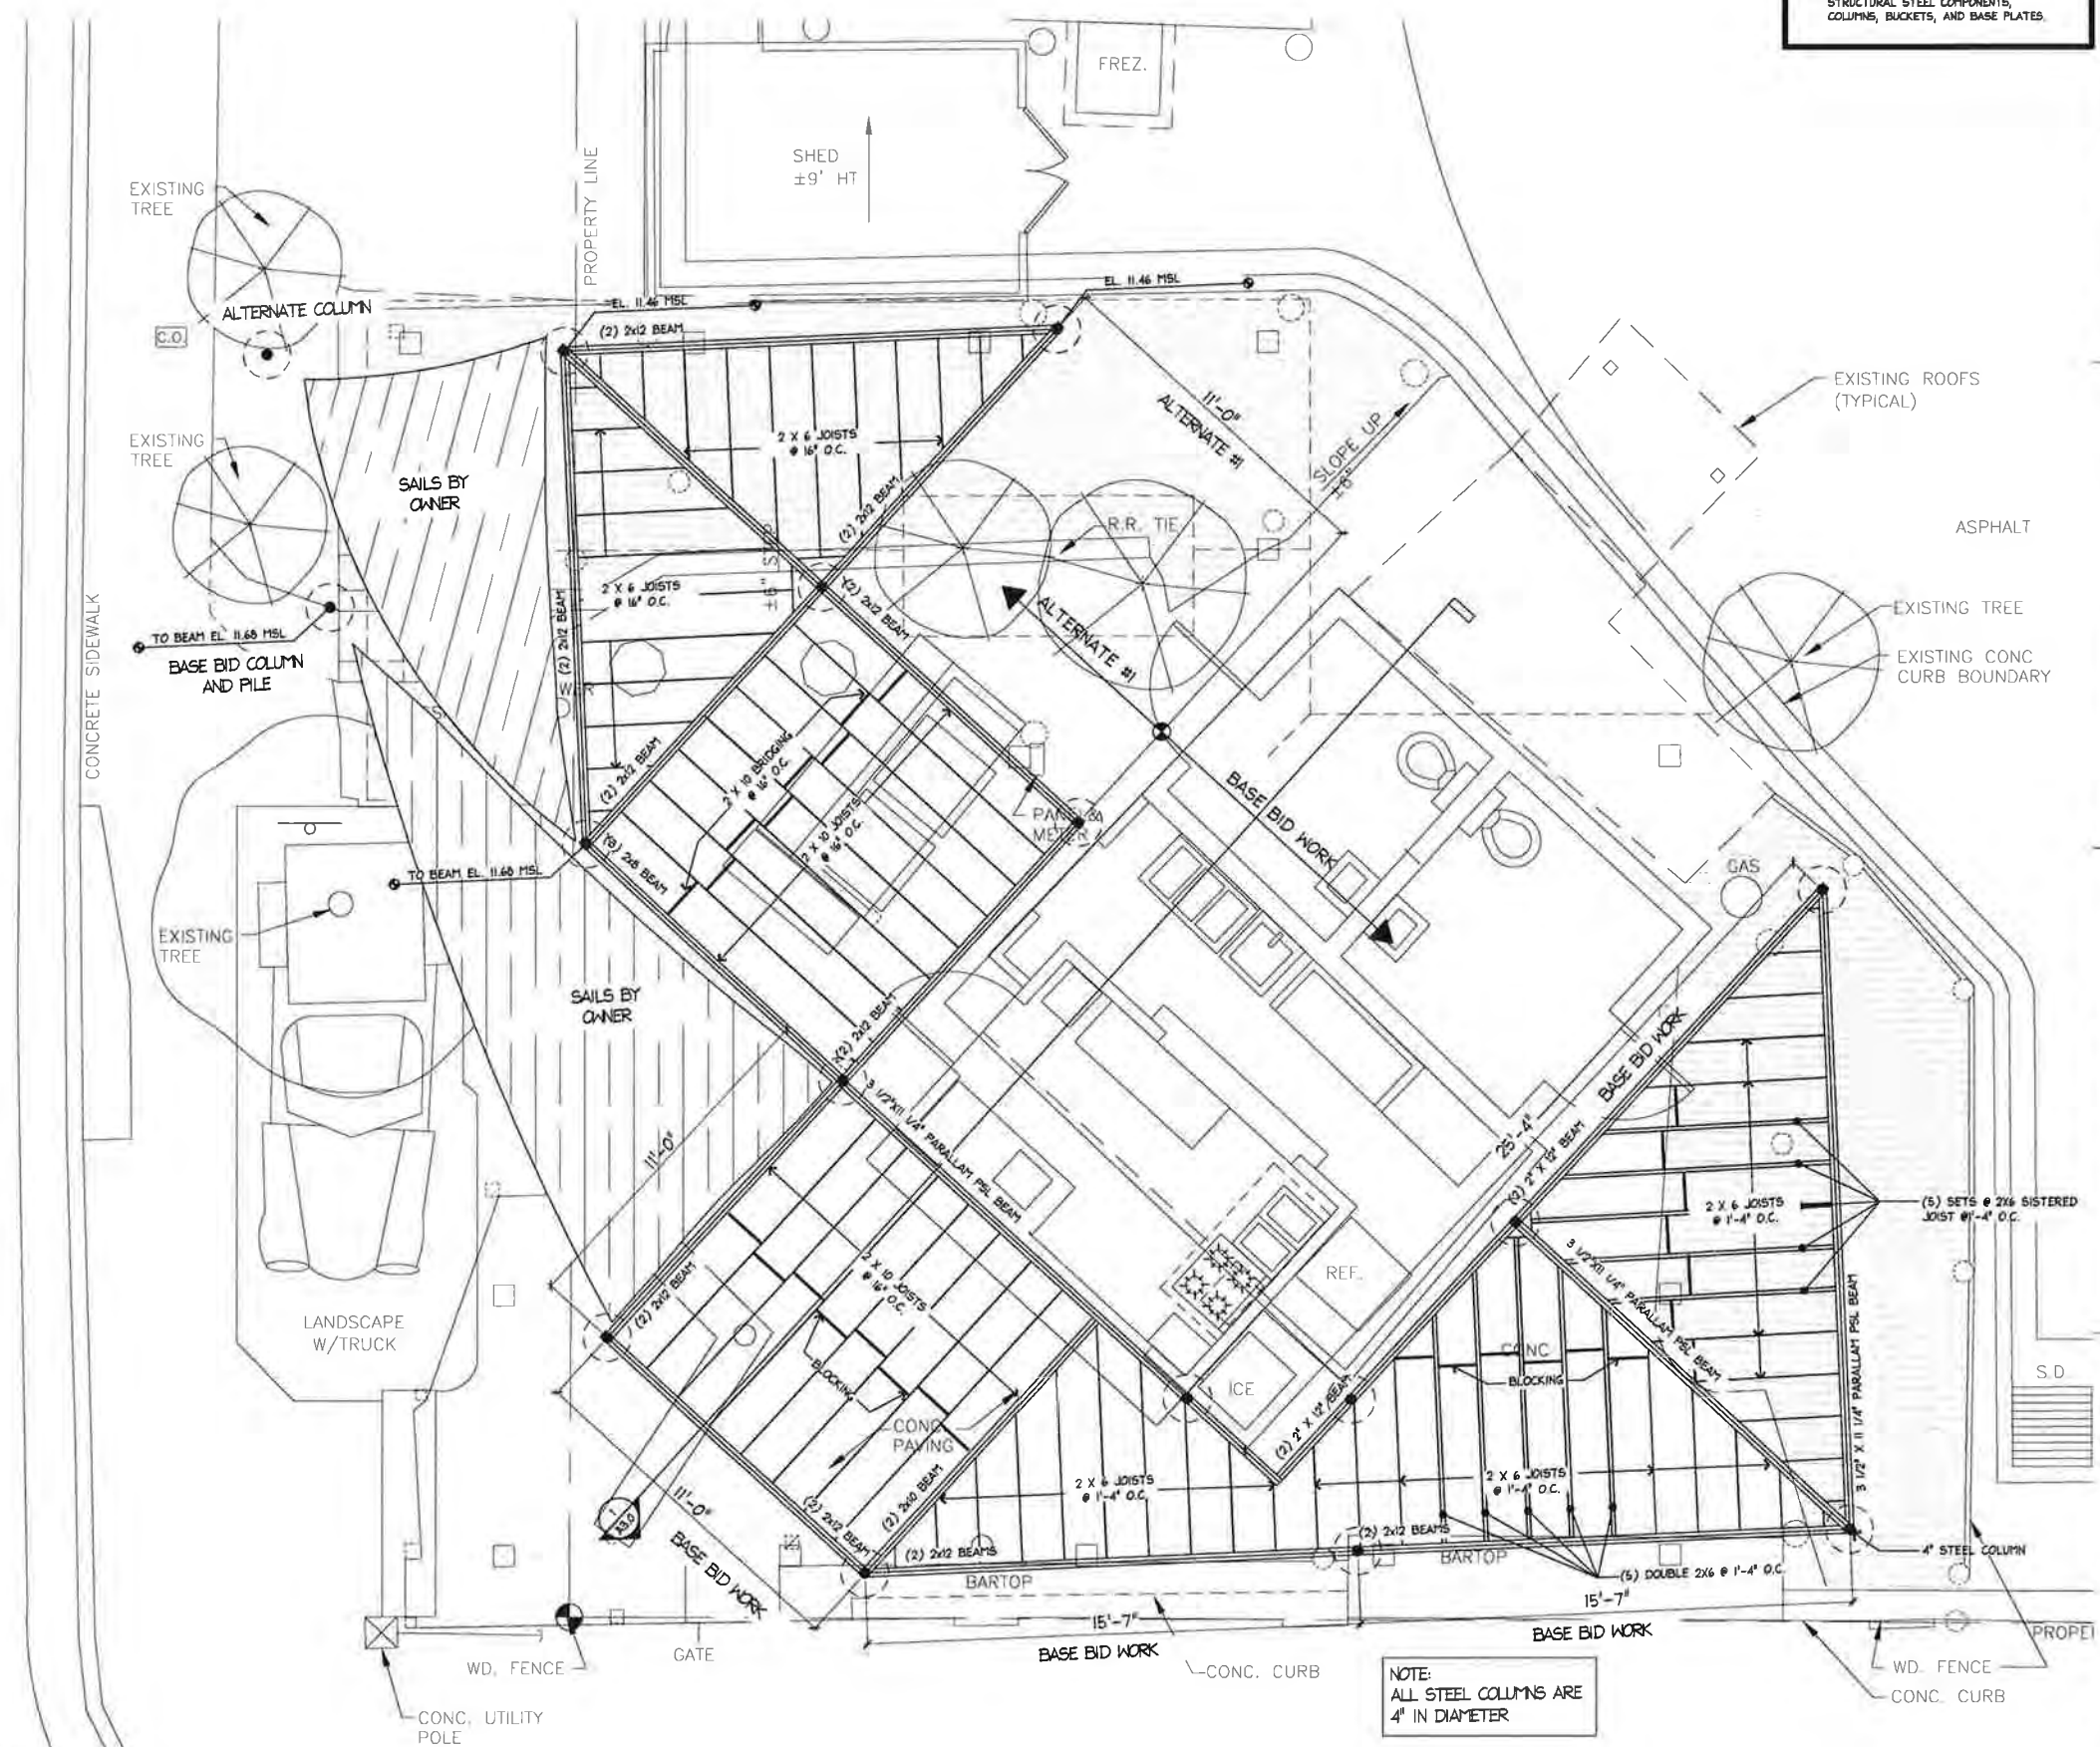 STRUCTURAL STEEL COMPONENTS,
COLUMNS, BUCKETS, AND BASE PLATES.
FREZ.
SHED
±9' HT
PROPERTY LINE
EXISTING
TREE
ALTERNATE COLUMN
C.O.
EL. 11.46 MSL
EL. 11.46 MSL
(2) 2x12 BEAM
11'-0"
ALTERNATE #1
SLOPE UP
±8"
EXISTING ROOFS
(TYPICAL)
2 X 6 JOISTS
@ 16" O.C.
EXISTING
TREE
SAILS BY
OWNER
(2) 2x12 BEAM
R.R. TIE
ASPHALT
2 X 6 JOISTS
@ 16" O.C.
(2) 2x12 BEAM
(2) 2x12 BEAM
ALTERNATE #1
EXISTING TREE
CONCRETE SIDEWALK
TO BEAM EL. 11.68 MSL
BASE BID COLUMN
AND PILE
EXISTING CONC
CURB BOUNDARY
2 X 10 BRIDGING
@ 16" O.C.
(2) 2x12 BEAM
BASE BID WORK
2 X 10 JOISTS
@ 16" O.C.
PANEL &
METER
(3) 2x8 BEAM
TO BEAM EL. 11.68 MSL
GAS
EXISTING
TREE
SAILS BY
OWNER
(2) 2x12 BEAM
BASE BID WORK
3 1/2"X11 1/4" PARALLAM PSL BEAM
11'-0"
25'-4"
(2) 2" X 12" BEAM
2 X 6 JOISTS
@ 1'-4" O.C.
(5) SETS @ 2X6 SISTERED
JOIST @1'-4" O.C.
3 1/2"X11 1/4" PARALLAM PSL BEAM
3 1/2" X 11 1/4" PARALLAM PSL BEAM
REF.
2 X 10 JOISTS
@ 16" O.C.
(2) 2x12 BEAM
LANDSCAPE
W/TRUCK
BLOCKING
CONC
BLOCKING
ICE
S.D.
CONC
PAVING
(2) 2" X 12" BEAM
2 X 6 JOISTS
@ 1'-4" O.C.
2 X 6 JOISTS
@ 1'-4" O.C.
11'-0"
BASE BID WORK
1
A3.0
(2) 2x12 BEAM
(2) 2x10 BEAM
(2) 2x12 BEAMS
(2) 2x12 BEAMS
BARTOP
BARTOP
4" STEEL COLUMN
(5) DOUBLE 2X6 @ 1'-4" O.C.
15'-7"
BASE BID WORK
15'-7"
BASE BID WORK
WD. FENCE
GATE
CONC. CURB
NOTE:
ALL STEEL COLUMNS ARE
4" IN DIAMETER
WD. FENCE
CONC. CURB
CONC. UTILITY
POLE